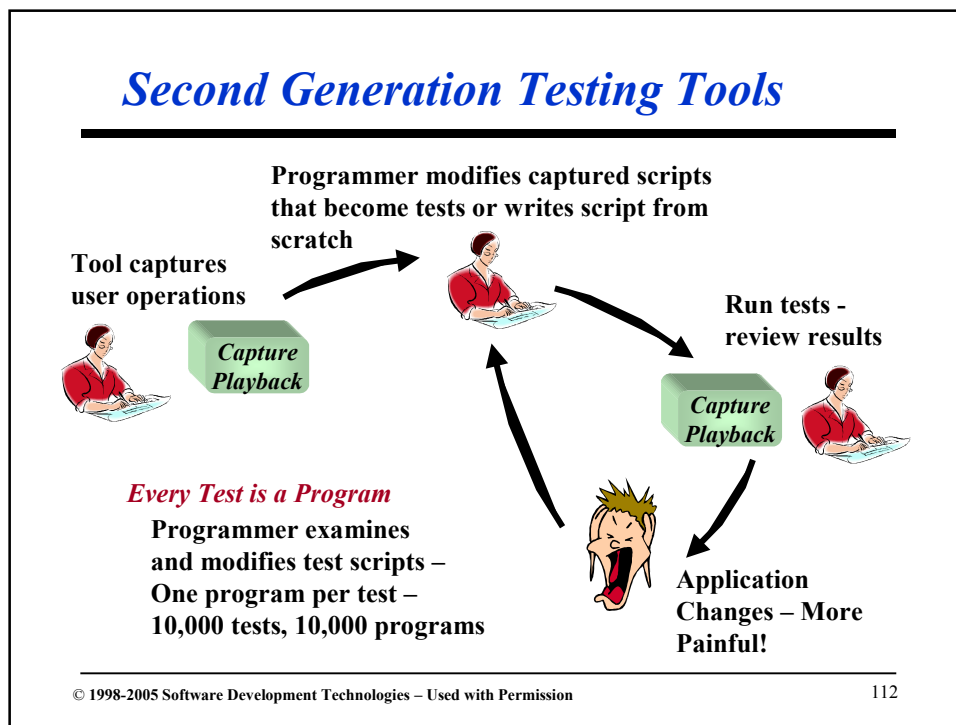 Second Generation Testing Tools
Programmer modifies captured scripts
that become tests or writes script from
scratch
Tool captures
user operations
Capture
Playback
Run tests -
review results
Capture
Playback
Every Test is a Program
Programmer examines
and modifies test scripts –
One program per test –
10,000 tests, 10,000 programs
Application
Changes – More
Painful!
© 1998-2005 Software Development Technologies – Used with Permission
112